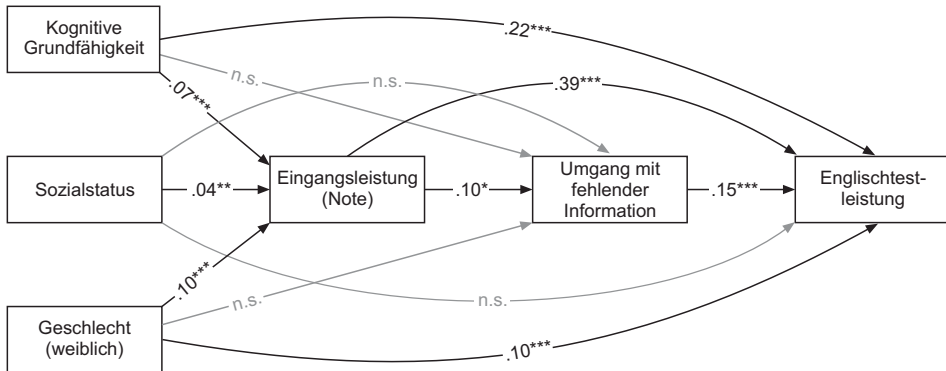 Kognitive
Grundfähigkeit
.22***
n.s.
n.s.
.07***
.39***
Sozialstatus
.04**
Eingangsleistung
(Note)
.10*
Umgang mit
fehlender
Information
.15***
Englischtest-
leistung
.10***
n.s.
n.s.
Geschlecht
(weiblich)
.10***